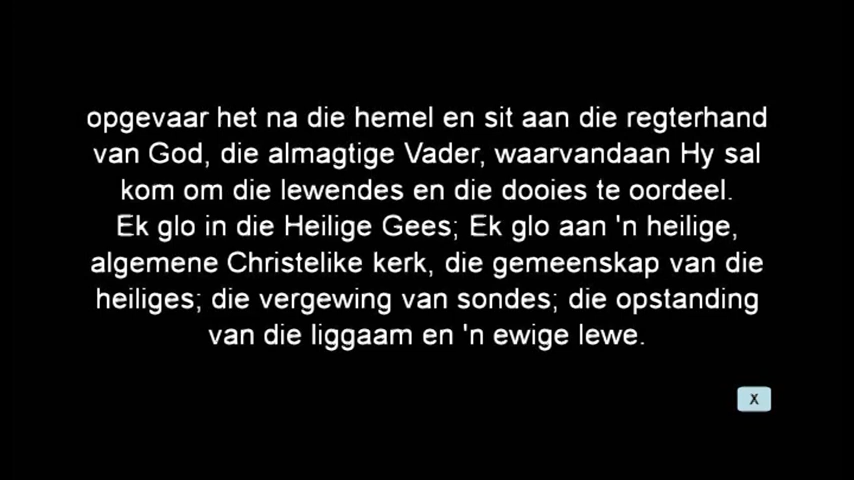 opgevaar het na die hemel en sit aan die regterhand
van God, die almagtige Vader, waarvandaan Hy sal
kom om die lewendes en die dooies te oordeel.
Ek glo in die Heilige Gees; Ek glo aan 'n heilige,
algemene Christelike kerk, die gemeenskap van die
heiliges; die vergewing van sondes; die opstanding
van die liggaam en 'n ewige lewe.
X